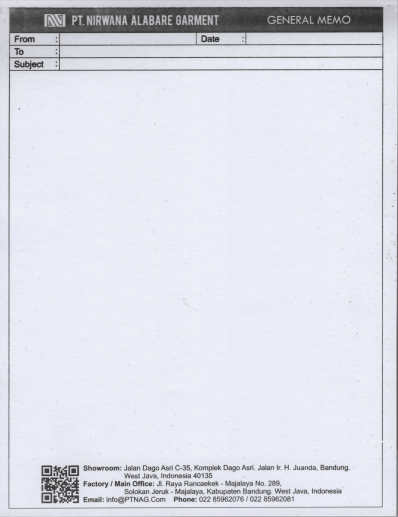 PT. NIRWANA ALABARE GARMENT GENERAL MEMO
From : Date :
To :
Subject :
Showroom: Jalan Dago Asri C-35, Komplek Dago Asri. Jalan Ir. H. Juanda, Bandung.
West Java, Indonesia 40135
Factory / Main Office: Jl. Raya Rancaekek - Majalaya No. 289,
Solokan Jeruk - Majalaya, Kabupaten Bandung. West Java, Indonesia
Email: info@PTNAG.Com Phone: 022 85962076 / 022 85962081